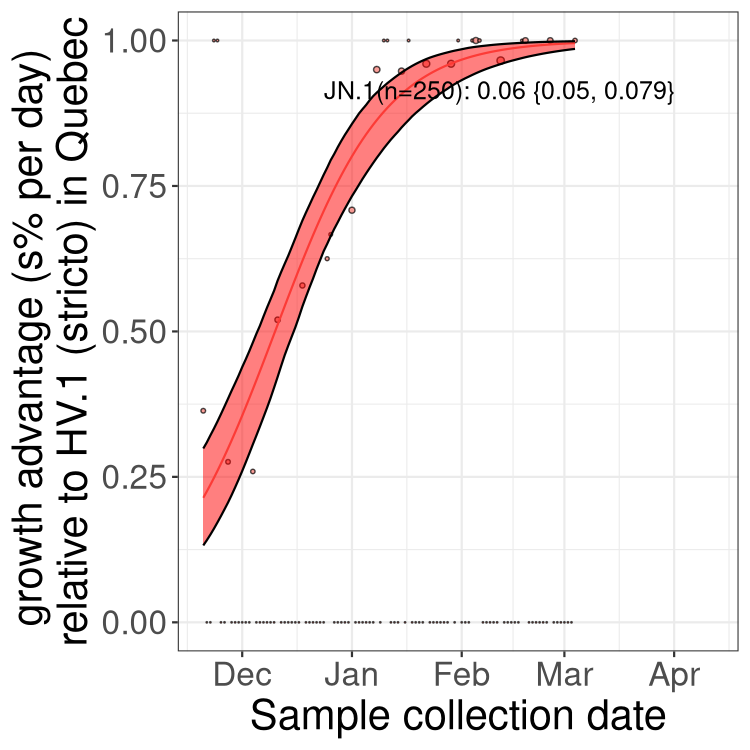 growth advantage (s% per day)
relative to HV.1 (stricto) in Quebec
1.00
0.75
0.50
0.25
0.00
JN.1(n=250): 0.06 {0.05, 0.079}
Dec Jan Feb Mar Apr
Sample collection date